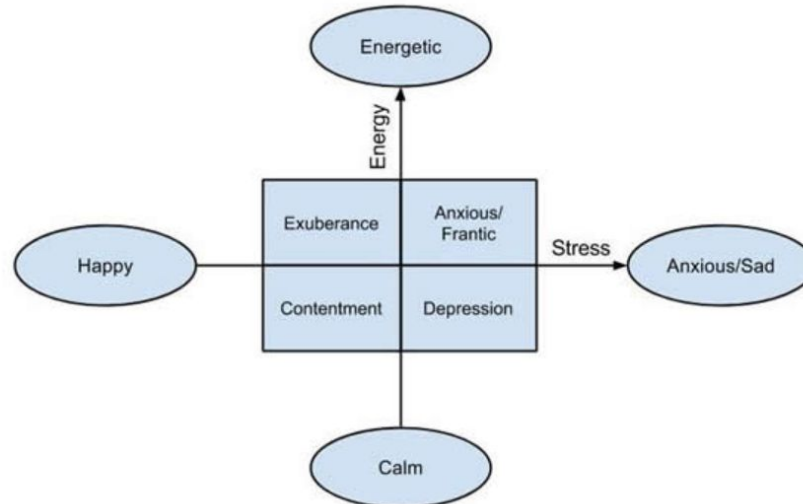 Energetic
Energy
Exuberance
Anxious/
Frantic
Stress
Happy
Anxious/Sad
Contentment
Depression
Calm